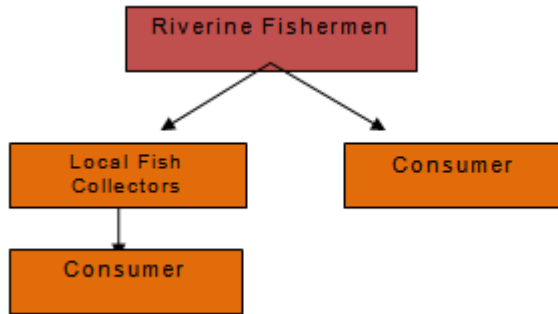 Riverine Fishermen
Local Fish
Collectors
Consumer
Consumer